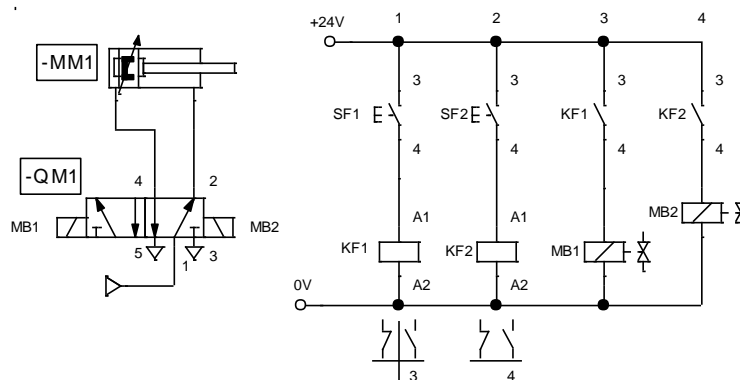 1 2 3 4
+24V
-MM1
3 3 3 3
SF1 SF2 KF1 KF2
4 4 4 4
-QM1
4 2
MB1 MB2
5 1 3
A1 A1
MB2
KF1 KF2 MB1
A2 A2
0V
3 4